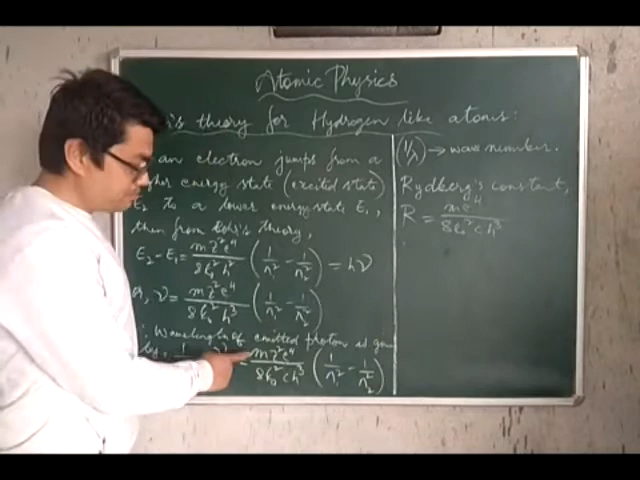 Atomic Physics
's theory for Hydrogen like atoms:
an electron jumps from a
energy state (excited state)
E₂ to a lower energy state E₁,
then from Bohr's theory,
E₂ - E₁ = mz²e⁴/8ε₀²h² (1/n₁² - 1/n₂²) = hν
or, ν = mz²e⁴/8ε₀²h³ (1/n₁² - 1/n₂²)
∴ Wavelength of emitted proton is
by,
= mz²e⁴/8ε₀²ch³ (1/n₁² - 1/n₂²)
(1/λ) → wave number.
Rydberg's constant,
R = me⁴/8ε₀²ch³